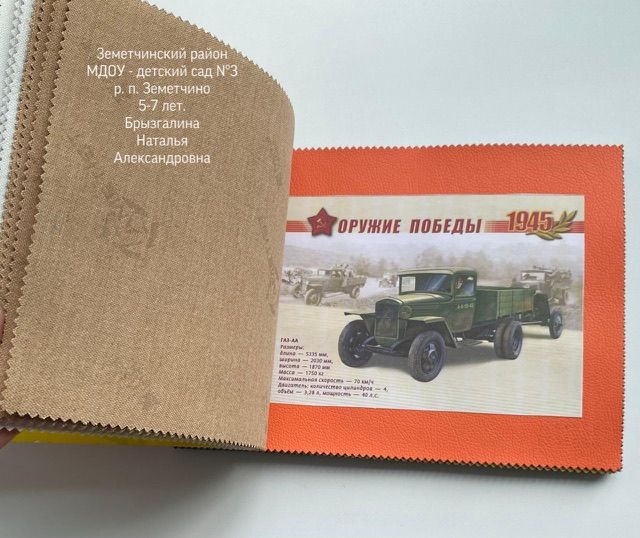 Земетчинский район
МДОУ - детский сад №3
р. п. Земетчино
5-7 лет.
Брызгалина
Наталья
Александровна
ОРУЖИЕ ПОБЕДЫ
1945
ГАЗ-АА
Размеры:
длина — 5335 мм,
ширина — 2030 мм,
высота — 1870 мм
Масса — 1750 кг
Максимальная скорость — 70 км/ч
Двигатель: количество цилиндров — 4,
объём — 3,28 л, мощность — 40 л.с.